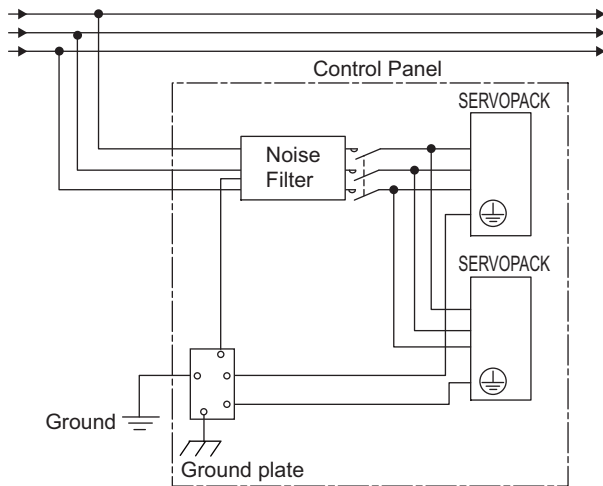 Control Panel
SERVOPACK
Noise
Filter
SERVOPACK
Ground
Ground plate